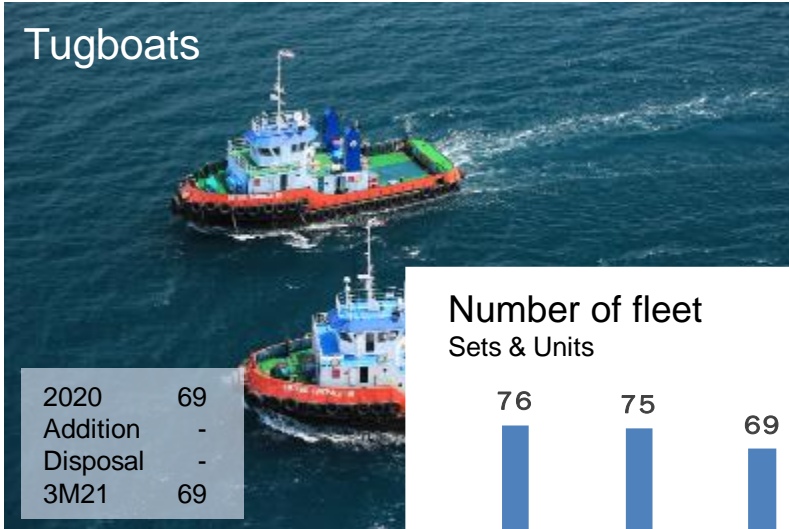 Tugboats
2020 69
Addition -
Disposal -
3M21 69
Number of fleet
Sets & Units
76 75 69